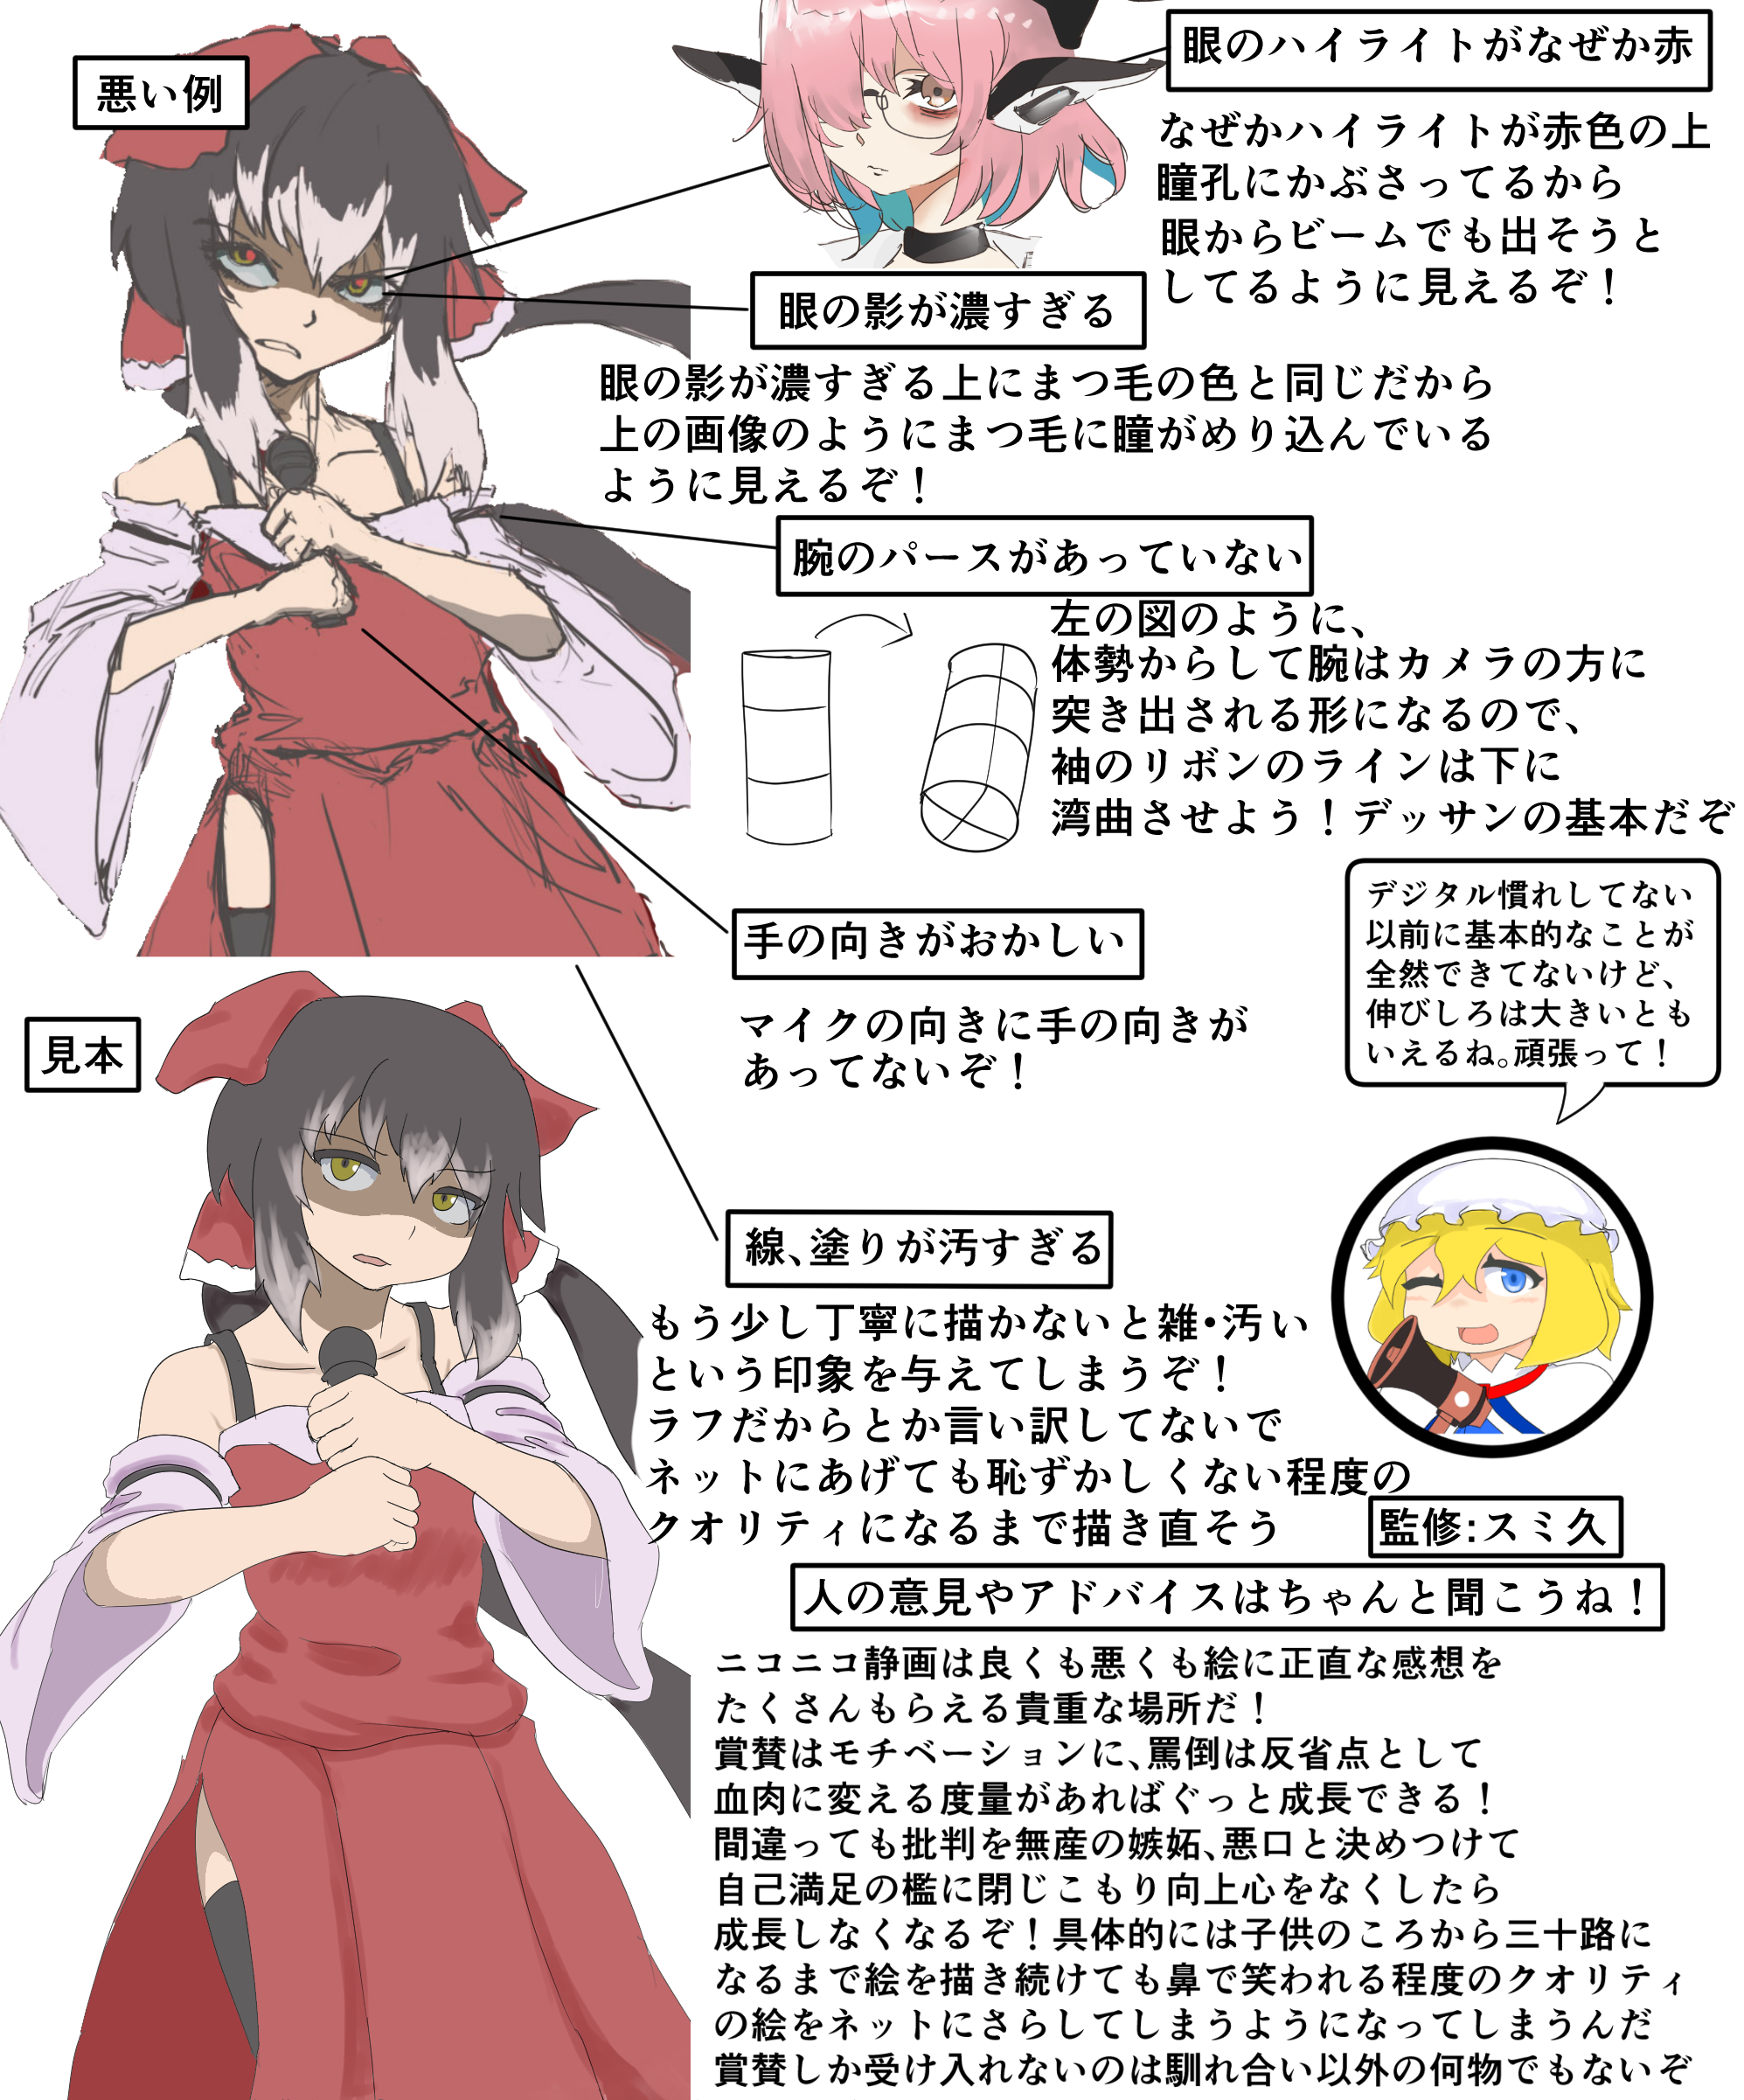 悪い例
眼のハイライトがなぜか赤
なぜかハイライトが赤色の上
瞳孔にかぶさってるから
眼からビームでも出そうと
してるように見えるぞ！
眼の影が濃すぎる
眼の影が濃すぎる上にまつ毛の色と同じだから
上の画像のようにまつ毛に瞳がめり込んでいる
ように見えるぞ！
腕のパースがあっていない
左の図のように、
体勢からして腕はカメラの方に
突き出される形になるので、
袖のリボンのラインは下に
湾曲させよう！デッサンの基本だぞ
手の向きがおかしい
マイクの向きに手の向きが
あってないぞ！
デジタル慣れしてない
以前に基本的なことが
全然できてないけど、
伸びしろは大きいとも
いえるね。頑張って！
見本
線、塗りが汚すぎる
もう少し丁寧に描かないと雑・汚い
という印象を与えてしまうぞ！
ラフだからとか言い訳してないで
ネットにあげても恥ずかしくない程度の
クオリティになるまで描き直そう
監修：スミ久
人の意見やアドバイスはちゃんと聞こうね！
ニコニコ静画は良くも悪くも絵に正直な感想を
たくさんもらえる貴重な場所だ！
賞賛はモチベーションに、罵倒は反省点として
血肉に変える度量があればぐっと成長できる！
間違っても批判を無産の嫉妬、悪口と決めつけて
自己満足の檻に閉じこもり向上心をなくしたら
成長しなくなるぞ！具体的には子供のころから三十路に
なるまで絵を描き続けても鼻で笑われる程度のクオリティ
の絵をネットにさらしてしまうようになってしまうんだ
賞賛しか受け入れないのは馴れ合い以外の何物でもないぞ